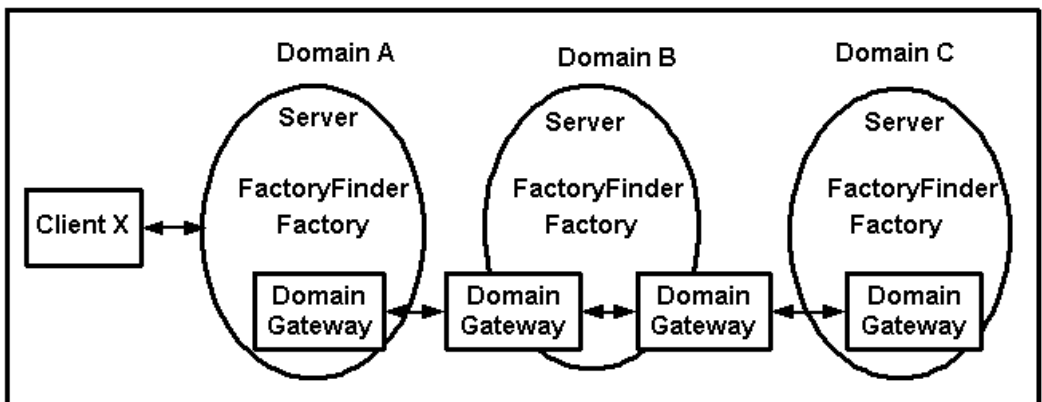 Domain A
Domain B
Domain C
Server
Server
Server
FactoryFinder
Factory
FactoryFinder
Factory
FactoryFinder
Factory
Client X
Domain
Gateway
Domain
Gateway
Domain
Gateway
Domain
Gateway